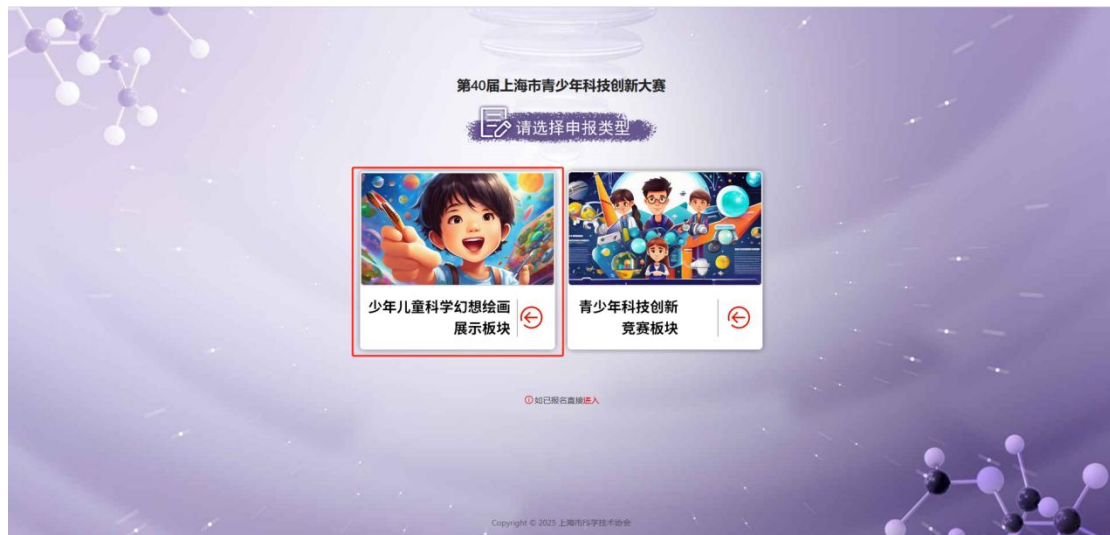 第40届上海市青少年科技创新大赛
请选择申报类型
少年儿童科学幻想绘画
展示板块
青少年科技创新
竞赛板块
如已报名直接进入
Copyright © 2025 上海市科学技术协会